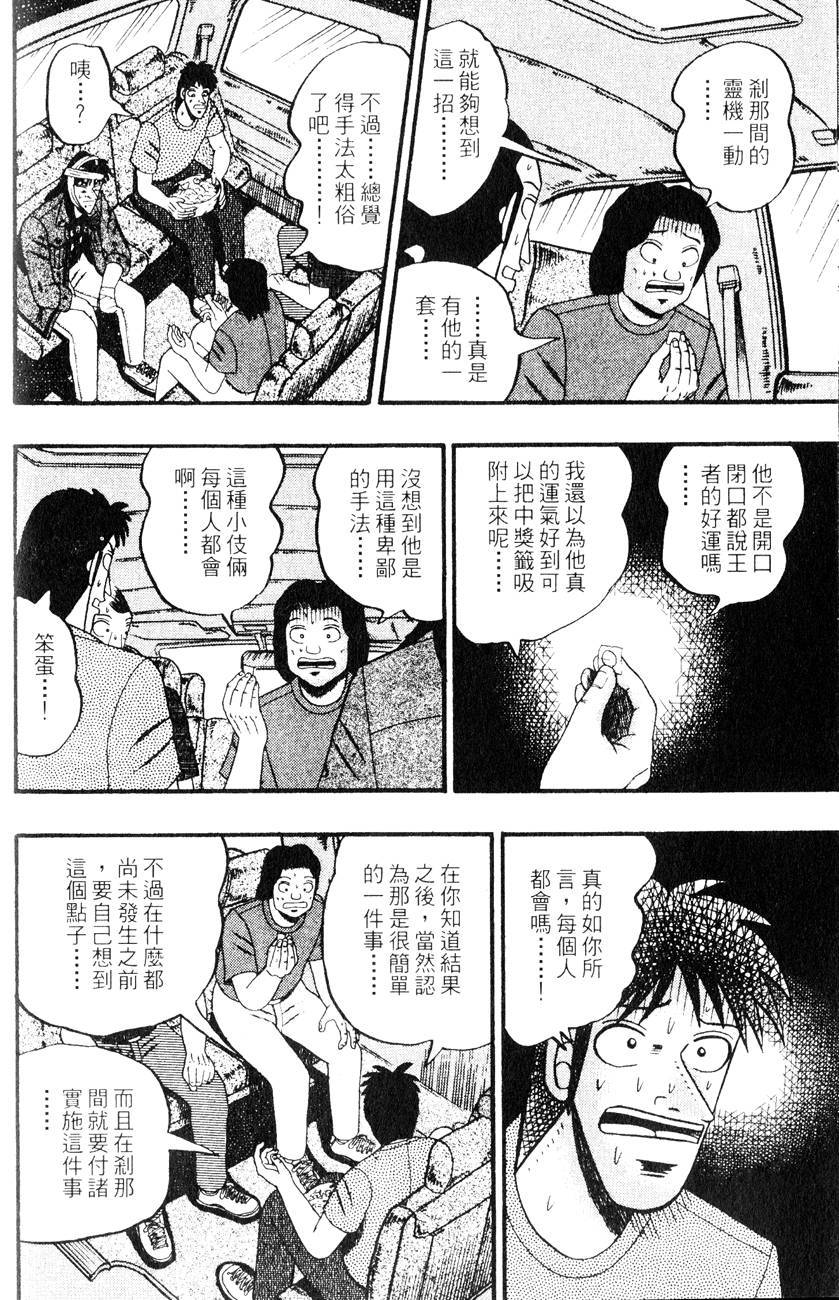 剎那間的
靈機一動
……
就能夠想到
這一招……
……真是
有他的一
套……
不過……總覺
得手法太粗俗
了吧……！
咦…？
他不是開口
閉口都說王
者的好運嗎
……
我還以為他真
的運氣好到可
以把中獎籤吸
附上來呢……
沒想到他是
用這種卑鄙
的手法……
這種小伎倆
每個人都會
啊……
笨蛋…！
真的如你所
言，每個人
都會嗎…！
在你知道結果
之後，當然認
為那是很簡單
的一件事……
不過在什麼都
尚未發生之前
，要自己想到
這個點子……
而且在剎那
間就要付諸
實施這件事
……